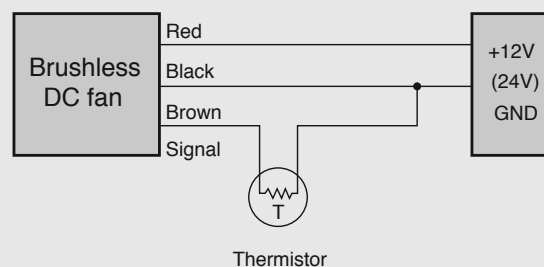 Brushless
DC fan
Red
Black
Brown
Signal
+12V
(24V)
GND
T
Thermistor